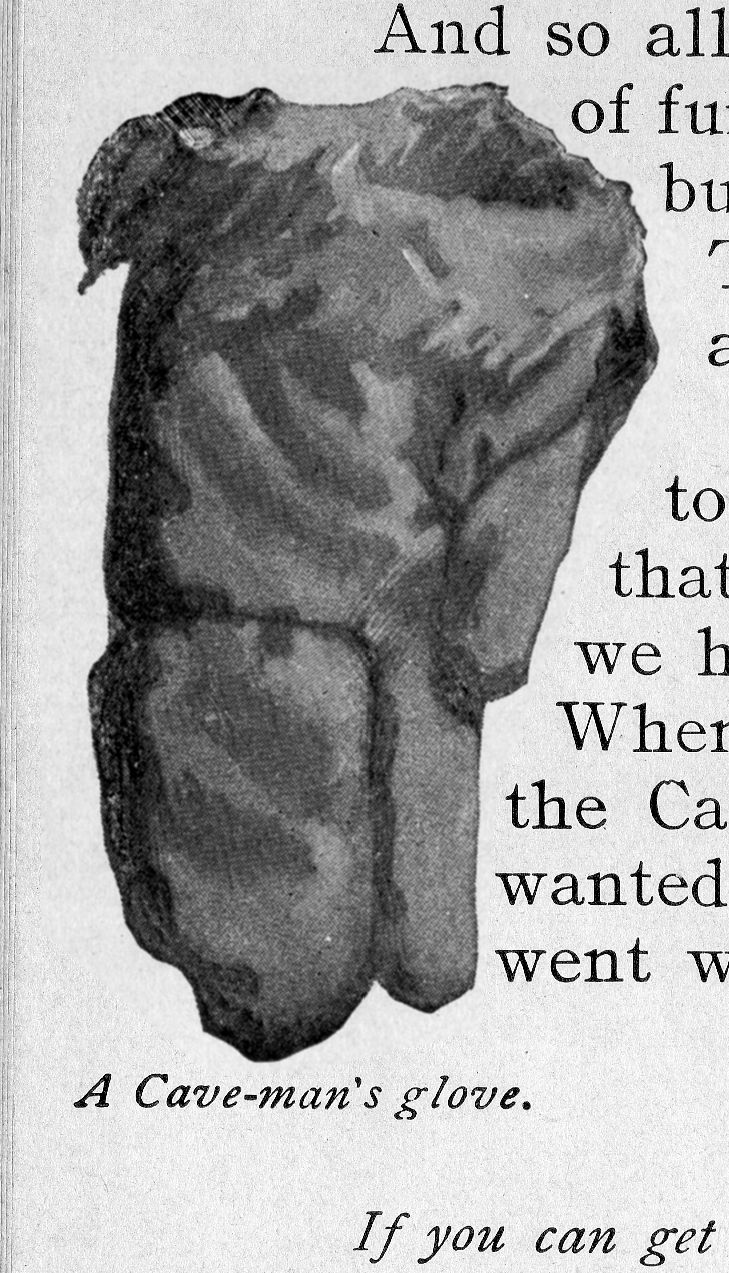 And so all
of fu
bu
T
a
to
that
we h
When
the Ca
wanted
went w
A Cave-man's glove.
If you can get